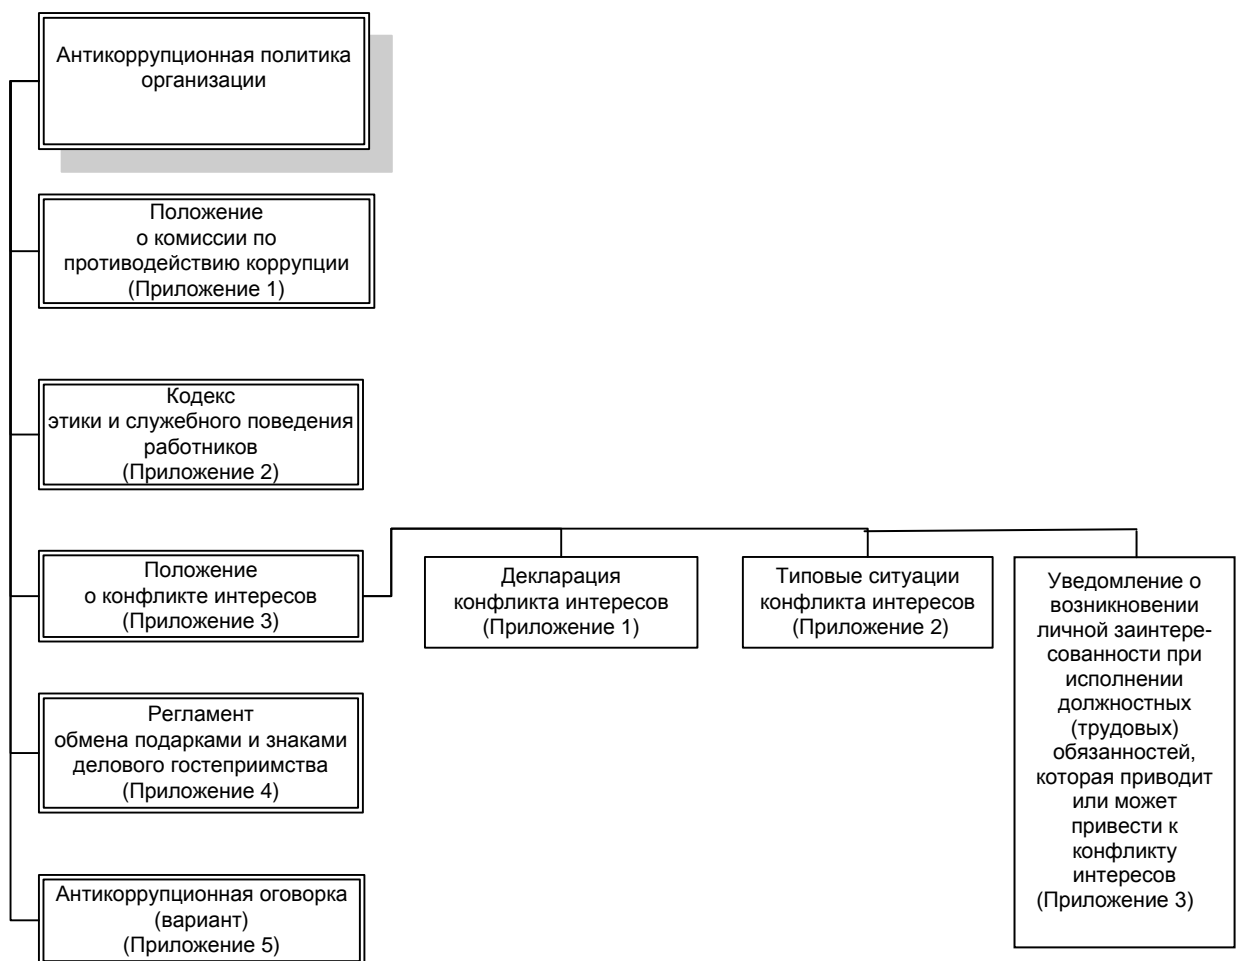 Антикоррупционная политика
организации
Положение
о комиссии по
противодействию коррупции
(Приложение 1)
Кодекс
этики и служебного поведения
работников
(Приложение 2)
Положение
о конфликте интересов
(Приложение 3)
Декларация
конфликта интересов
(Приложение 1)
Типовые ситуации
конфликта интересов
(Приложение 2)
Уведомление о
возникновении
личной заинтере-
сованности при
исполнении
должностных
(трудовых)
обязанностей,
которая приводит
или может
привести к
конфликту
интересов
(Приложение 3)
Регламент
обмена подарками и знаками
делового гостеприимства
(Приложение 4)
Антикоррупционная оговорка
(вариант)
(Приложение 5)